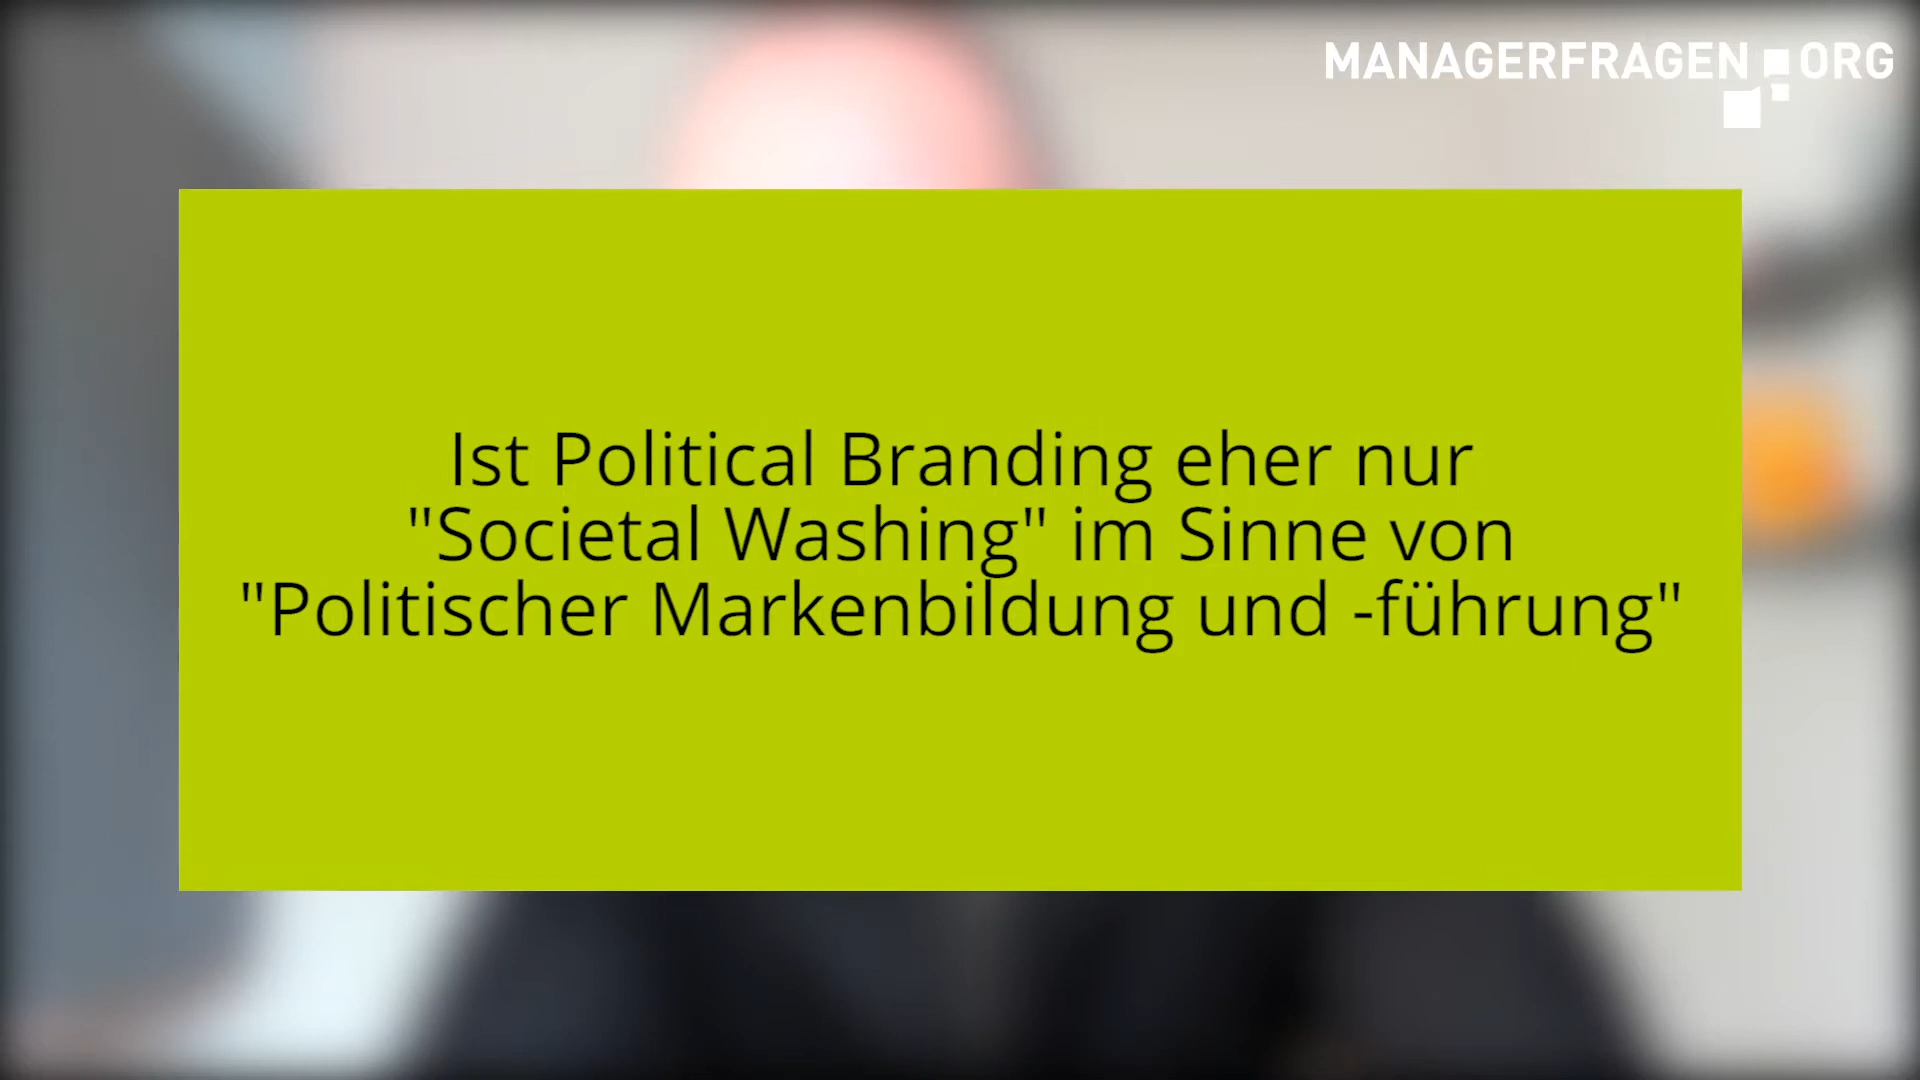 MANAGERFRAGEN.ORG
Ist Political Branding eher nur
"Societal Washing" im Sinne von
"Politischer Markenbildung und -führung"